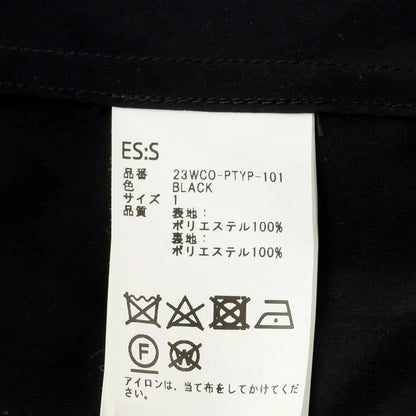 ES:S
品番 : 23WCO-PTYP-101
色 : BLACK
サイズ : 1
品質 : 表地 :
ポリエステル100%
裏地 :
ポリエステル100%
F
W
アイロンは、当て布をしてかけてください